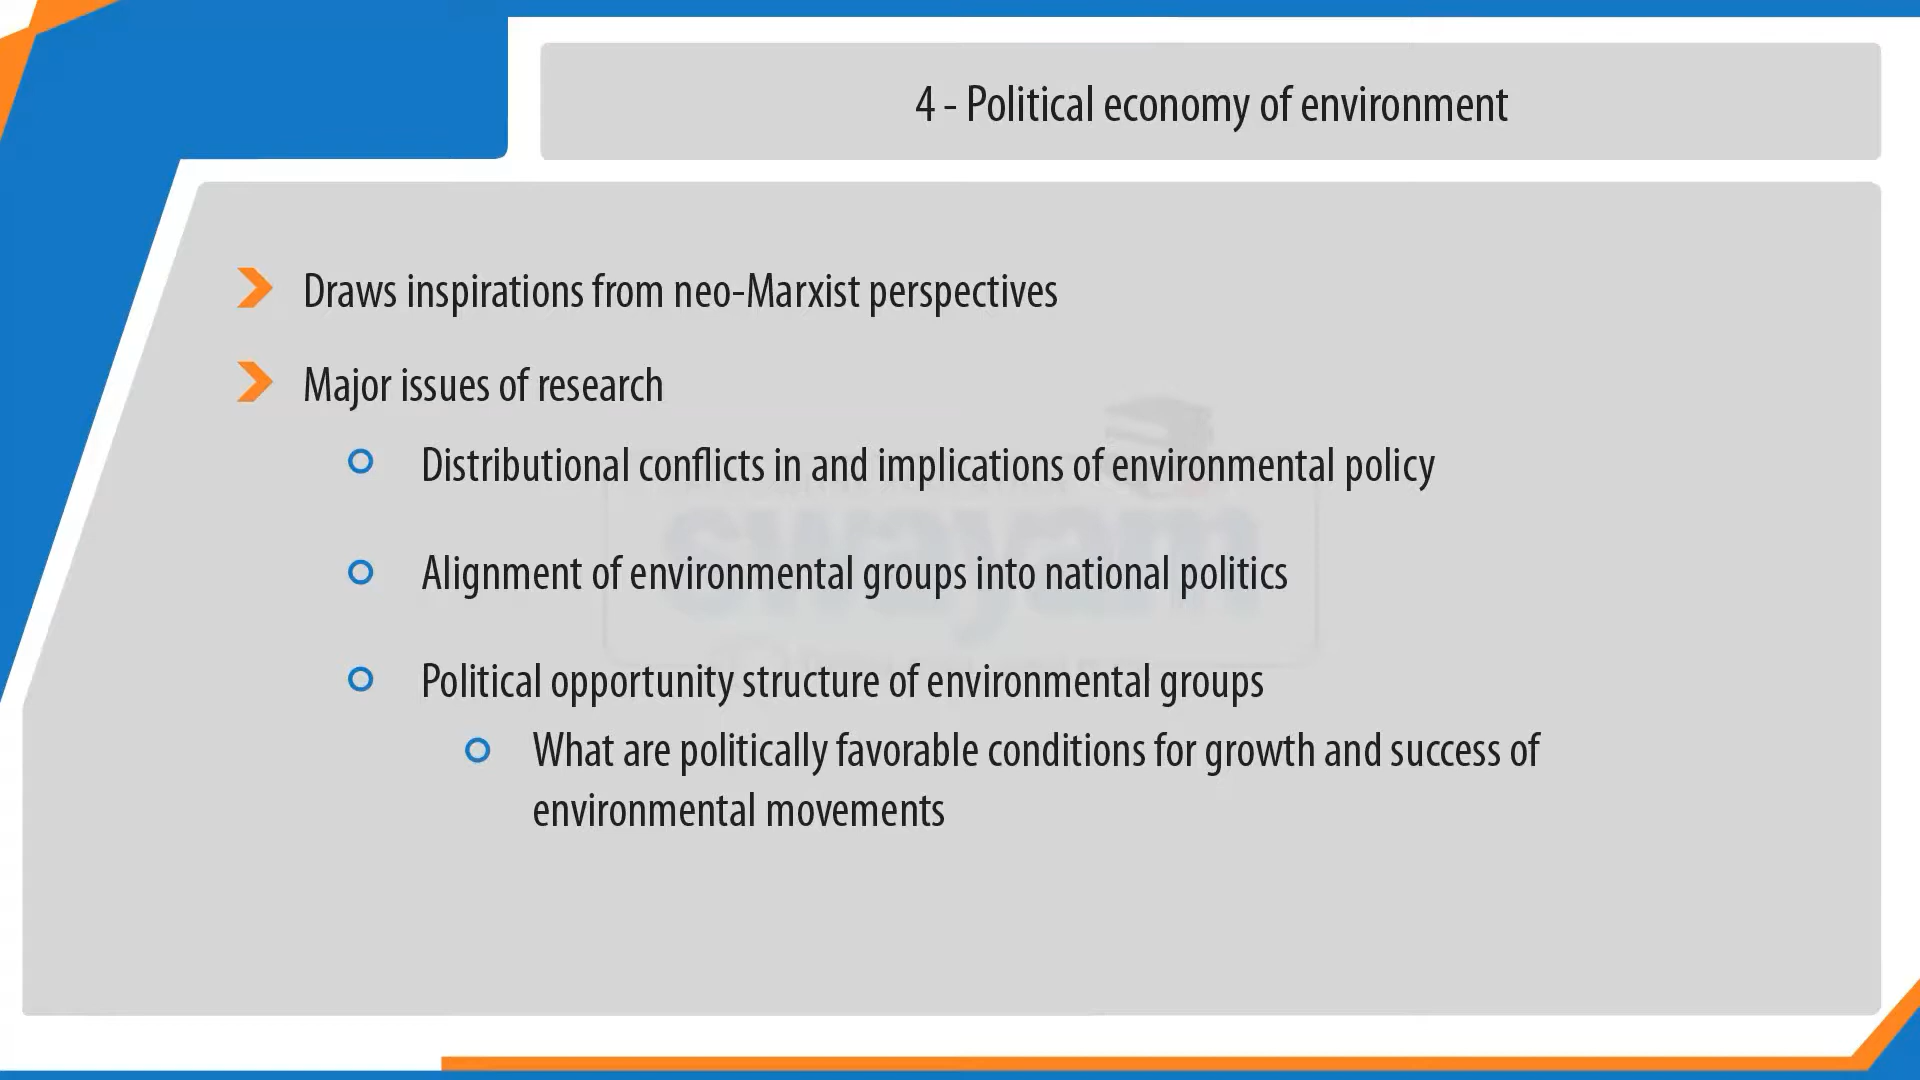 4 - Political economy of environment
Draws inspirations from neo-Marxist perspectives
Major issues of research
Distributional conflicts in and implications of environmental policy
swayam
Alignment of environmental groups into national politics
Political opportunity structure of environmental groups
What are politically favorable conditions for growth and success of
environmental movements